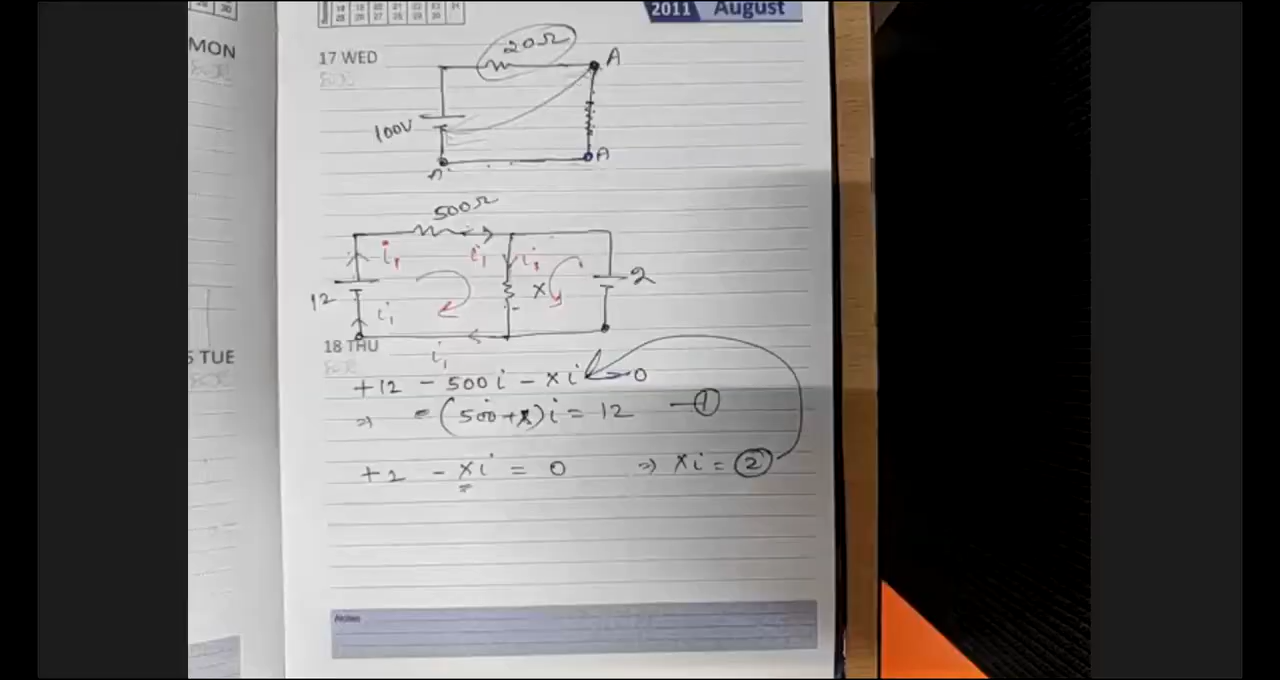 2011 August
MON
17 WED
20Ω
A
100V
A
500Ω
i₁
i₁
i₁
x
2
12
i₁
i₁
18 THU
S TUE
+12 - 500i - xi = 0
⇒ - (500+x)i = 12 - ①
+2 - xi = 0 ⇒ xi = ②
Notes